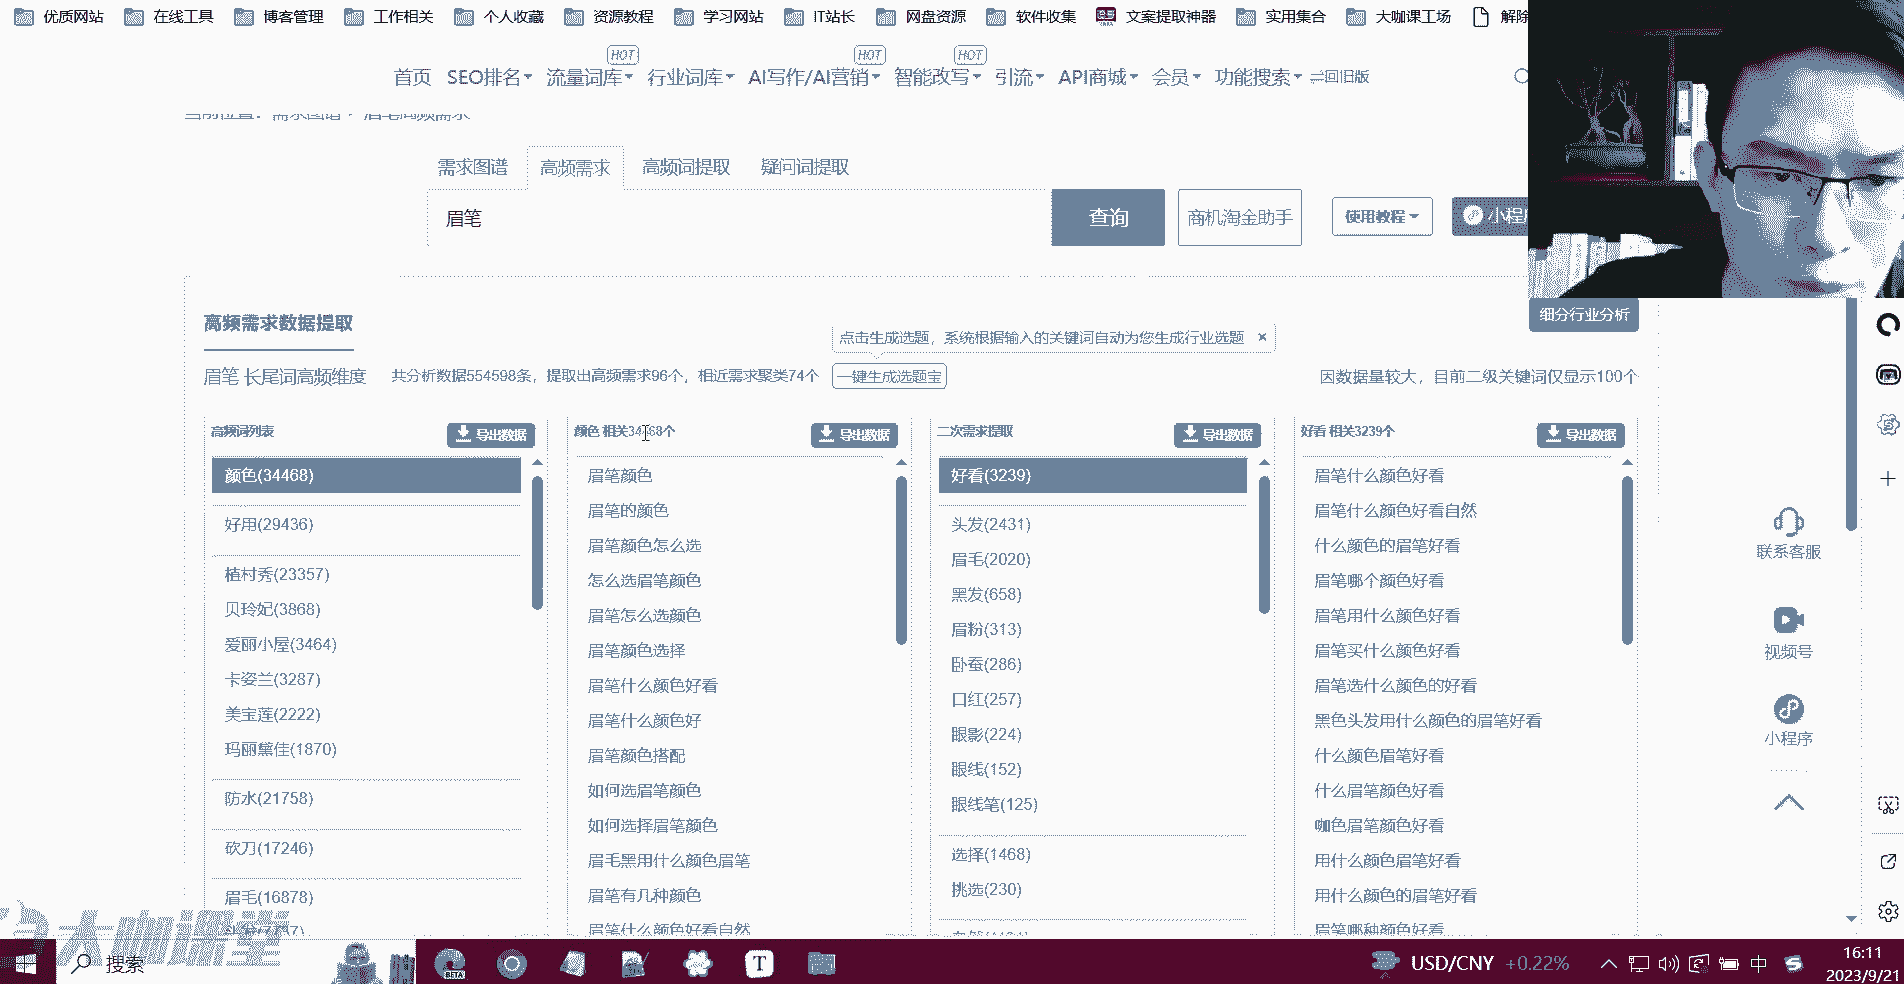 优质网站 在线工具 博客管理 工作相关 个人收藏 资源教程 学习网站 IT站长 网盘资源 软件收集 文案提取神器 实用集合 大咖课工场 解除
HOT HOT HOT
首页 SEO排名 流量词库 行业词库 AI写作/AI营销 智能改写 引流 API商城 会员 功能搜索 回旧版
需求图谱 高频需求 高频词提取 疑问词提取
眉笔 查询 商机淘金助手 使用教程 小程
细分行业分析
高频需求数据提取
点击生成选题，系统根据输入的关键词自动为您生成行业选题 ×
眉笔 长尾词高频维度 共分析数据554598条，提取出高频需求96个，相近需求聚类74个 一键生成选题宝 因数据量较大，目前二级关键词仅显示100个
高频词列表 导出数据 颜色 相关34468个 导出数据 二次需求提取 导出数据 好看 相关3239个 导出数据
颜色(34468)
好用(29436)
植村秀(23357)
贝玲妃(3868)
爱丽小屋(3464)
卡姿兰(3287)
美宝莲(2222)
玛丽黛佳(1870)
防水(21758)
砍刀(17246)
眉毛(16878)
眉笔颜色
眉笔的颜色
眉笔颜色怎么选
怎么选眉笔颜色
眉笔怎么选颜色
眉笔颜色选择
眉笔什么颜色好看
眉笔什么颜色好
眉笔颜色搭配
如何选眉笔颜色
如何选择眉笔颜色
眉毛黑用什么颜色眉笔
眉笔有几种颜色
眉笔什么颜色好看自然
好看(3239)
头发(2431)
眉毛(2020)
黑发(658)
眉粉(313)
卧蚕(286)
口红(257)
眼影(224)
眼线(152)
眼线笔(125)
选择(1468)
挑选(230)
眉笔什么颜色好看
眉笔什么颜色好看自然
什么颜色的眉笔好看
眉笔哪个颜色好看
眉笔用什么颜色好看
眉笔买什么颜色好看
眉笔选什么颜色的好看
黑色头发用什么颜色的眉笔好看
什么颜色眉笔好看
什么眉笔颜色好看
咖色眉笔颜色好看
用什么颜色眉笔好看
用什么颜色的眉笔好看
眉笔哪种颜色好看
联系客服
视频号
小程序
大咖课堂
搜索 BETA T USD/CNY +0.22% 中 16:11
2023/9/21